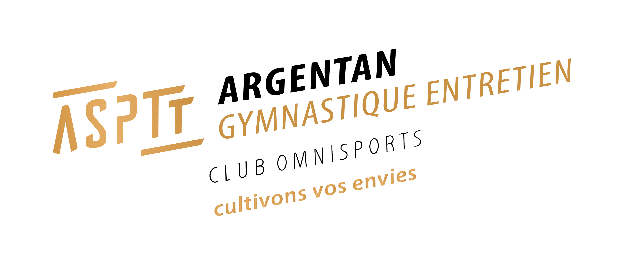 ASPTT
ARGENTAN
GYMNASTIQUE ENTRETIEN
CLUB OMNISPORTS
cultivons vos envies